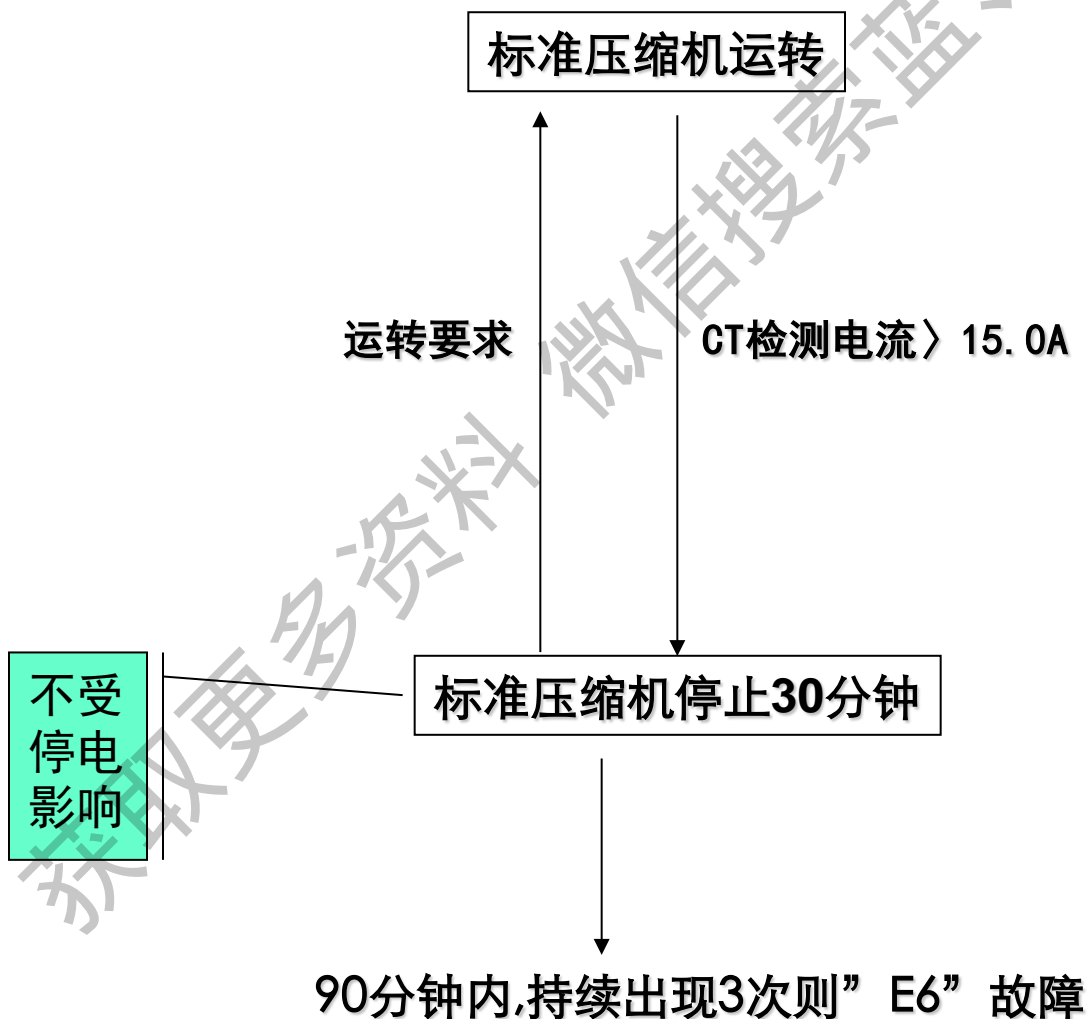 标准压缩机运转
运转要求
CT检测电流〉15.0A
不受
停电
影响
标准压缩机停止30分钟
90分钟内,持续出现3次则”E6”故障
获取更多资料 微信搜索蓝